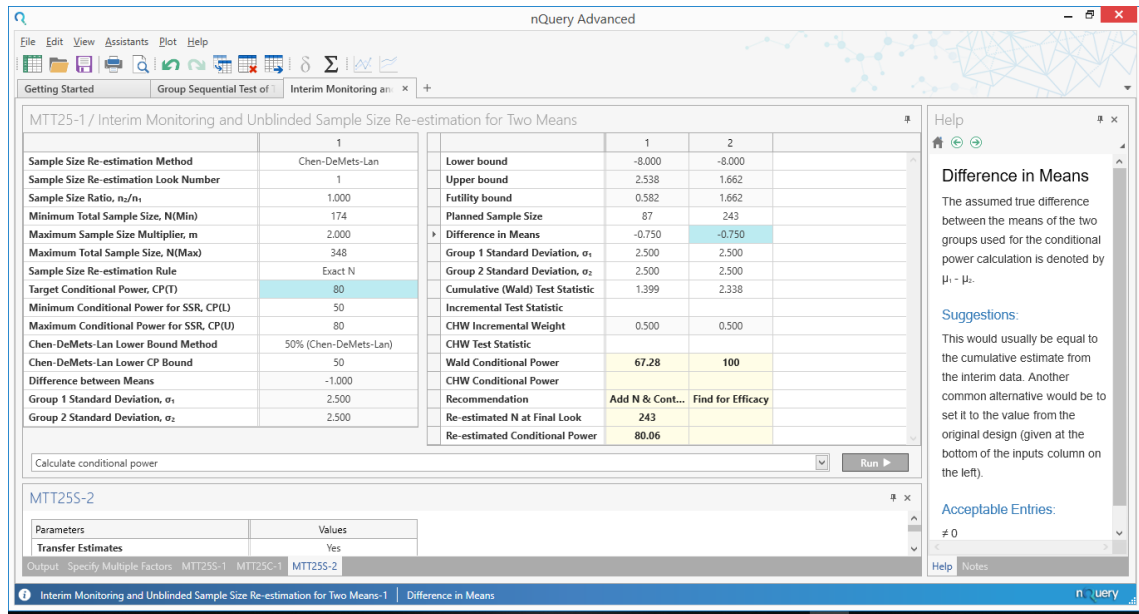 nQuery Advanced
File Edit View Assistants Plot Help
δ Σ
Getting Started Group Sequential Test of Interim Monitoring an × +
MTT25-1 / Interim Monitoring and Unblinded Sample Size Re-estimation for Two Means
1
Sample Size Re-estimation Method Chen-DeMets-Lan
Sample Size Re-estimation Look Number 1
Sample Size Ratio, n₂/n₁ 1.000
Minimum Total Sample Size, N(Min) 174
Maximum Sample Size Multiplier, m 2.000
Maximum Total Sample Size, N(Max) 348
Sample Size Re-estimation Rule Exact N
Target Conditional Power, CP(T) 80
Minimum Conditional Power for SSR, CP(L) 50
Maximum Conditional Power for SSR, CP(U) 80
Chen-DeMets-Lan Lower Bound Method 50% (Chen-DeMets-Lan)
Chen-DeMets-Lan Lower CP Bound 50
Difference between Means -1.000
Group 1 Standard Deviation, σ₁ 2.500
Group 2 Standard Deviation, σ₂ 2.500
1 2
Lower bound -8.000 -8.000
Upper bound 2.538 1.662
Futility bound 0.582 1.662
Planned Sample Size 87 243
Difference in Means -0.750 -0.750
Group 1 Standard Deviation, σ₁ 2.500 2.500
Group 2 Standard Deviation, σ₂ 2.500 2.500
Cumulative (Wald) Test Statistic 1.399 2.338
Incremental Test Statistic
CHW Incremental Weight 0.500 0.500
CHW Test Statistic
Wald Conditional Power 67.28 100
CHW Conditional Power
Recommendation Add N & Cont... Find for Efficacy
Re-estimated N at Final Look 243
Re-estimated Conditional Power 80.06
Calculate conditional power Run
MTT25S-2
Parameters Values
Transfer Estimates Yes
Output Specify Multiple Factors MTT25S-1 MTT25C-1 MTT25S-2
Help
Difference in Means
The assumed true difference
between the means of the two
groups used for the conditional
power calculation is denoted by
μ₁ - μ₂.
Suggestions:
This would usually be equal to
the cumulative estimate from
the interim data. Another
common alternative would be to
set it to the value from the
original design (given at the
bottom of the inputs column on
the left).
Acceptable Entries:
≠ 0
Help Notes
Interim Monitoring and Unblinded Sample Size Re-estimation for Two Means-1 | Difference in Means
nQuery